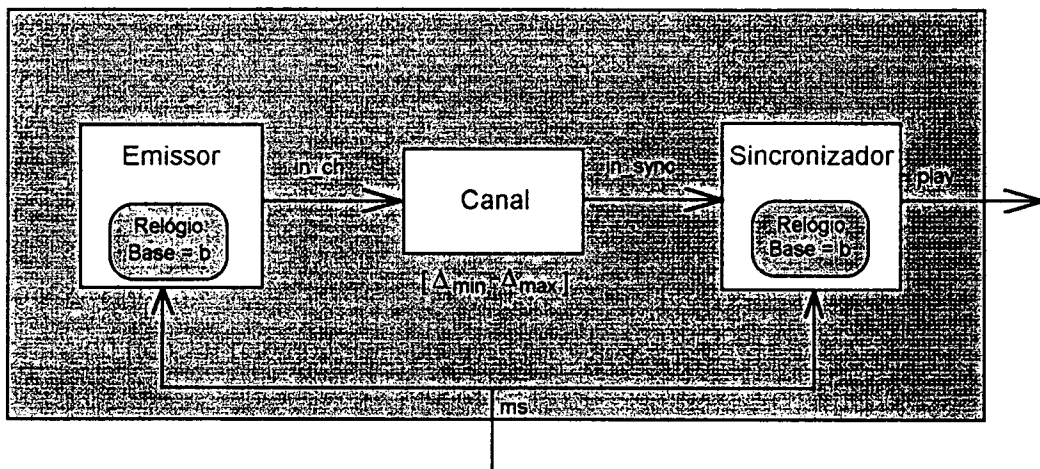 Emissor
Relógio
Base = b
in_ch
Canal
[ Δmin, Δmax ]
in_sync
Sincronizador
Relógio
Base = b
play
ms